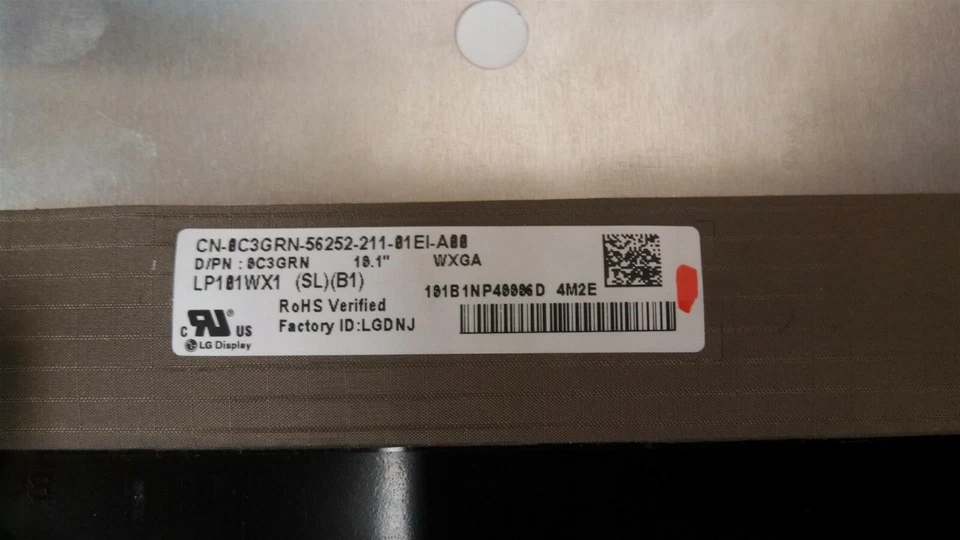 CN-0C3GRN-56252-211-01EI-A00
D/PN : 0C3GRN 10.1" WXGA
LP101WX1 (SL)(B1)
101B1NP40006D 4M2E
RoHS Verified
Factory ID:LGDNJ
c RU ® US
LG Display